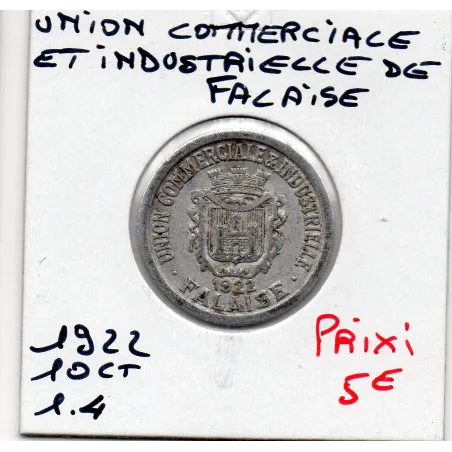 UNION COMMERCIALE
ET INDUSTRIELLE DE
FALAISE
· UNION COMMERCIALE & INDUSTRIELLE ·
1922
FALAISE
1922
10CT
1.4
PRIXi
5E